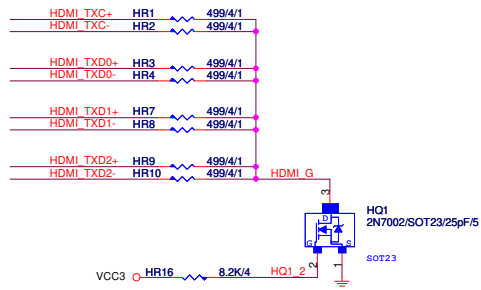 HDMI_TXC+ HR1 499/4/1
HDMI_TXC- HR2 499/4/1
HDMI_TXD0+ HR3 499/4/1
HDMI_TXD0- HR4 499/4/1
HDMI_TXD1+ HR7 499/4/1
HDMI_TXD1- HR8 499/4/1
HDMI_TXD2+ HR9 499/4/1
HDMI_TXD2- HR10 499/4/1 HDMI_G
3
HQ1
D
2N7002/SOT23/25pF/5
G S
SOT23
2 1
VCC3 HR16 8.2K/4 HQ1_2